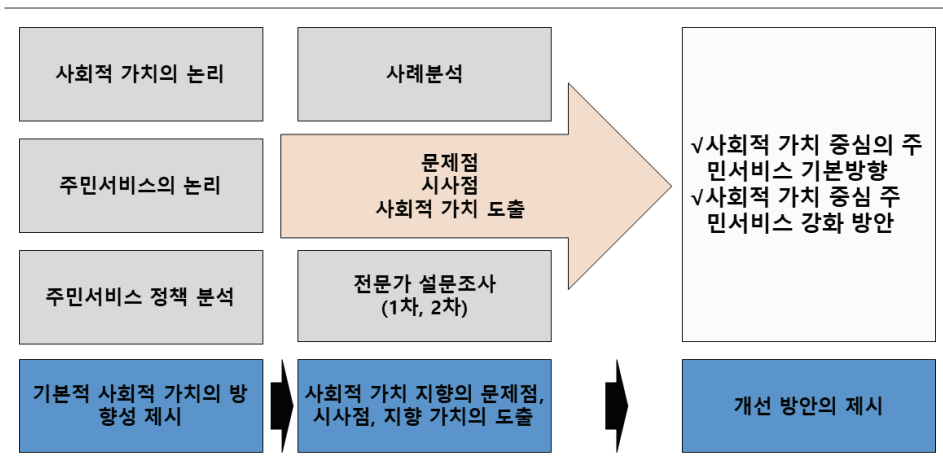 사회적 가치의 논리
사례분석
주민서비스의 논리
문제점
시사점
사회적 가치 도출
√사회적 가치 중심의 주
민서비스 기본방향
√사회적 가치 중심 주
민서비스 강화 방안
주민서비스 정책 분석
전문가 설문조사
(1차, 2차)
기본적 사회적 가치의 방
향성 제시
사회적 가치 지향의 문제점,
시사점, 지향 가치의 도출
개선 방안의 제시